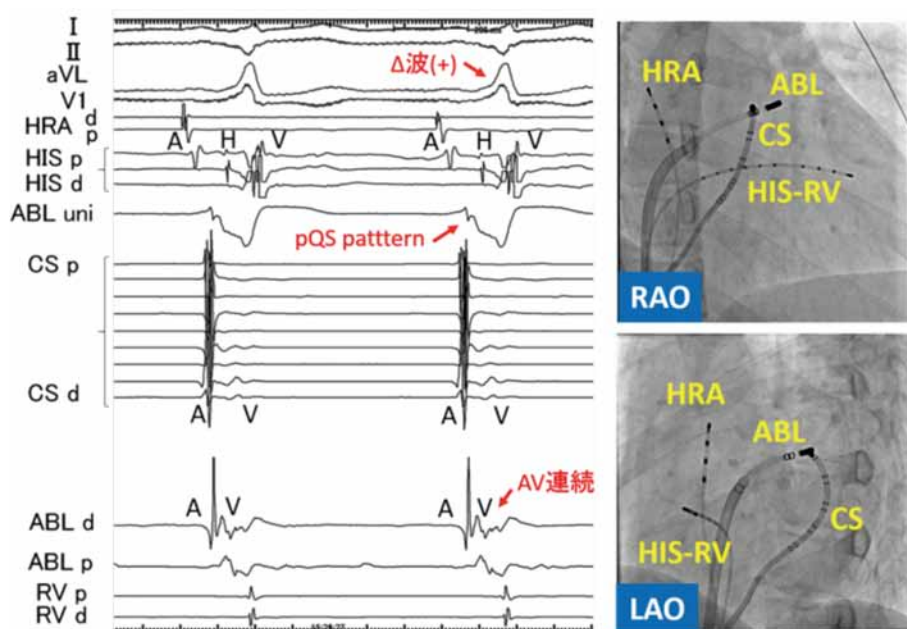 I
II
aVL
V1
HRA d
p
HIS p
HIS d
ABL uni
CS p
CS d
ABL d
ABL p
RV p
RV d
Δ波(+)
A H V A H V
pQS patttern
A V A V
A V A V
AV連続
HRA
ABL
CS
HIS-RV
RAO
HRA
ABL
CS
HIS-RV
LAO